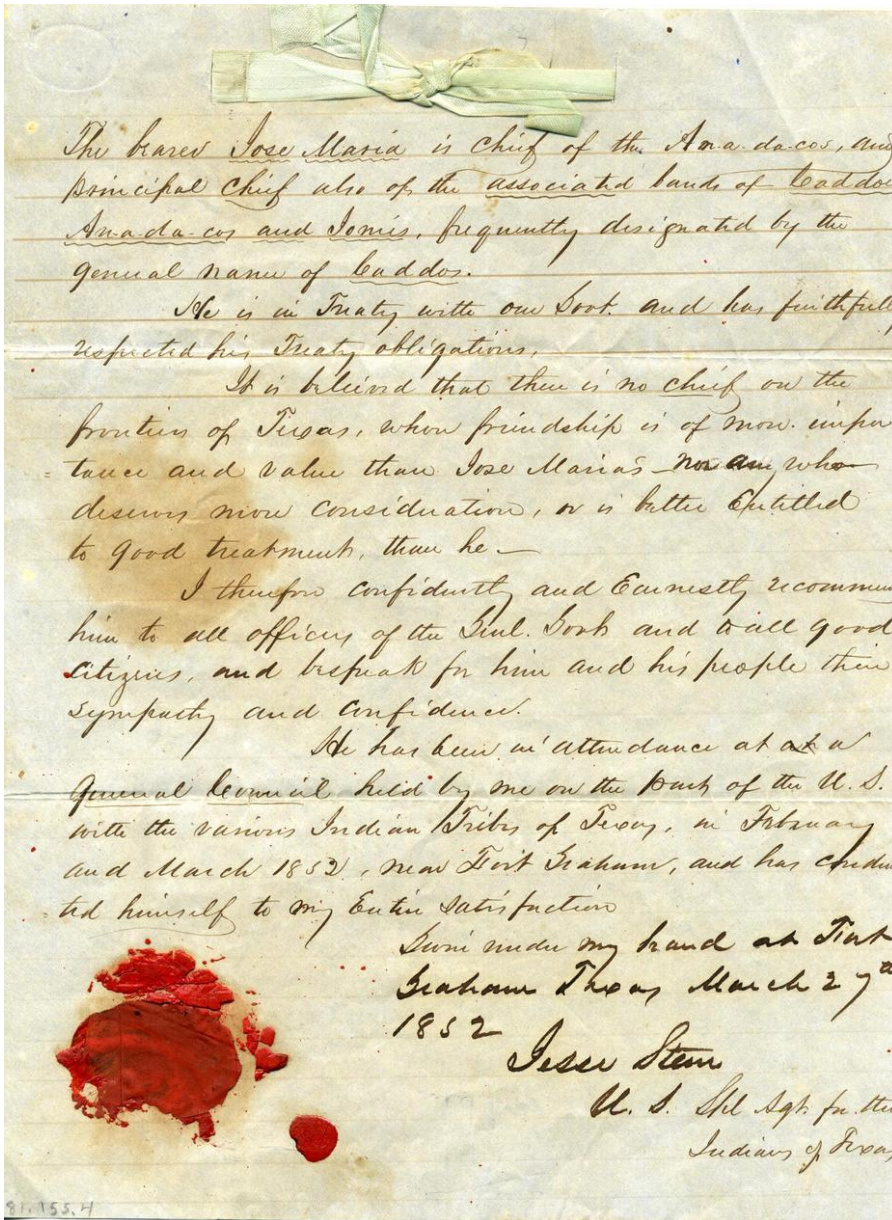 The bearer Jose Maria is chief of the An-a-da-cos, and
principal chief also of the associated bands of Caddos
An-a-da-cos and Ionis, frequently designated by the
general name of Caddos.
He is in Treaty with our Govt. and has faithfully
respected his Treaty obligations.
It is believed that there is no chief on the
frontiers of Texas, whose friendship is of more impor
tance and value than Jose Maria's nor any who
deserves more consideration, or is better Entitled
to good treatment, than he—
I therefore confidently and Earnestly recommend
him to all officers of the Genl. Govt and to all good
citizens, and bespeak for him and his people their
sympathy and confidence.
He has been in attendance at a
General Council held by me on the part of the U. S.
with the various Indian Tribes of Texas, in February
and March 1852, near Fort Graham, and has conduc
ted himself to my Entire satisfaction
Given under my hand at Fort
Graham Texas March 27th
1852
Jesse Stem
U. S. Spl Agt. for the
Indians of Texas
81.155.4